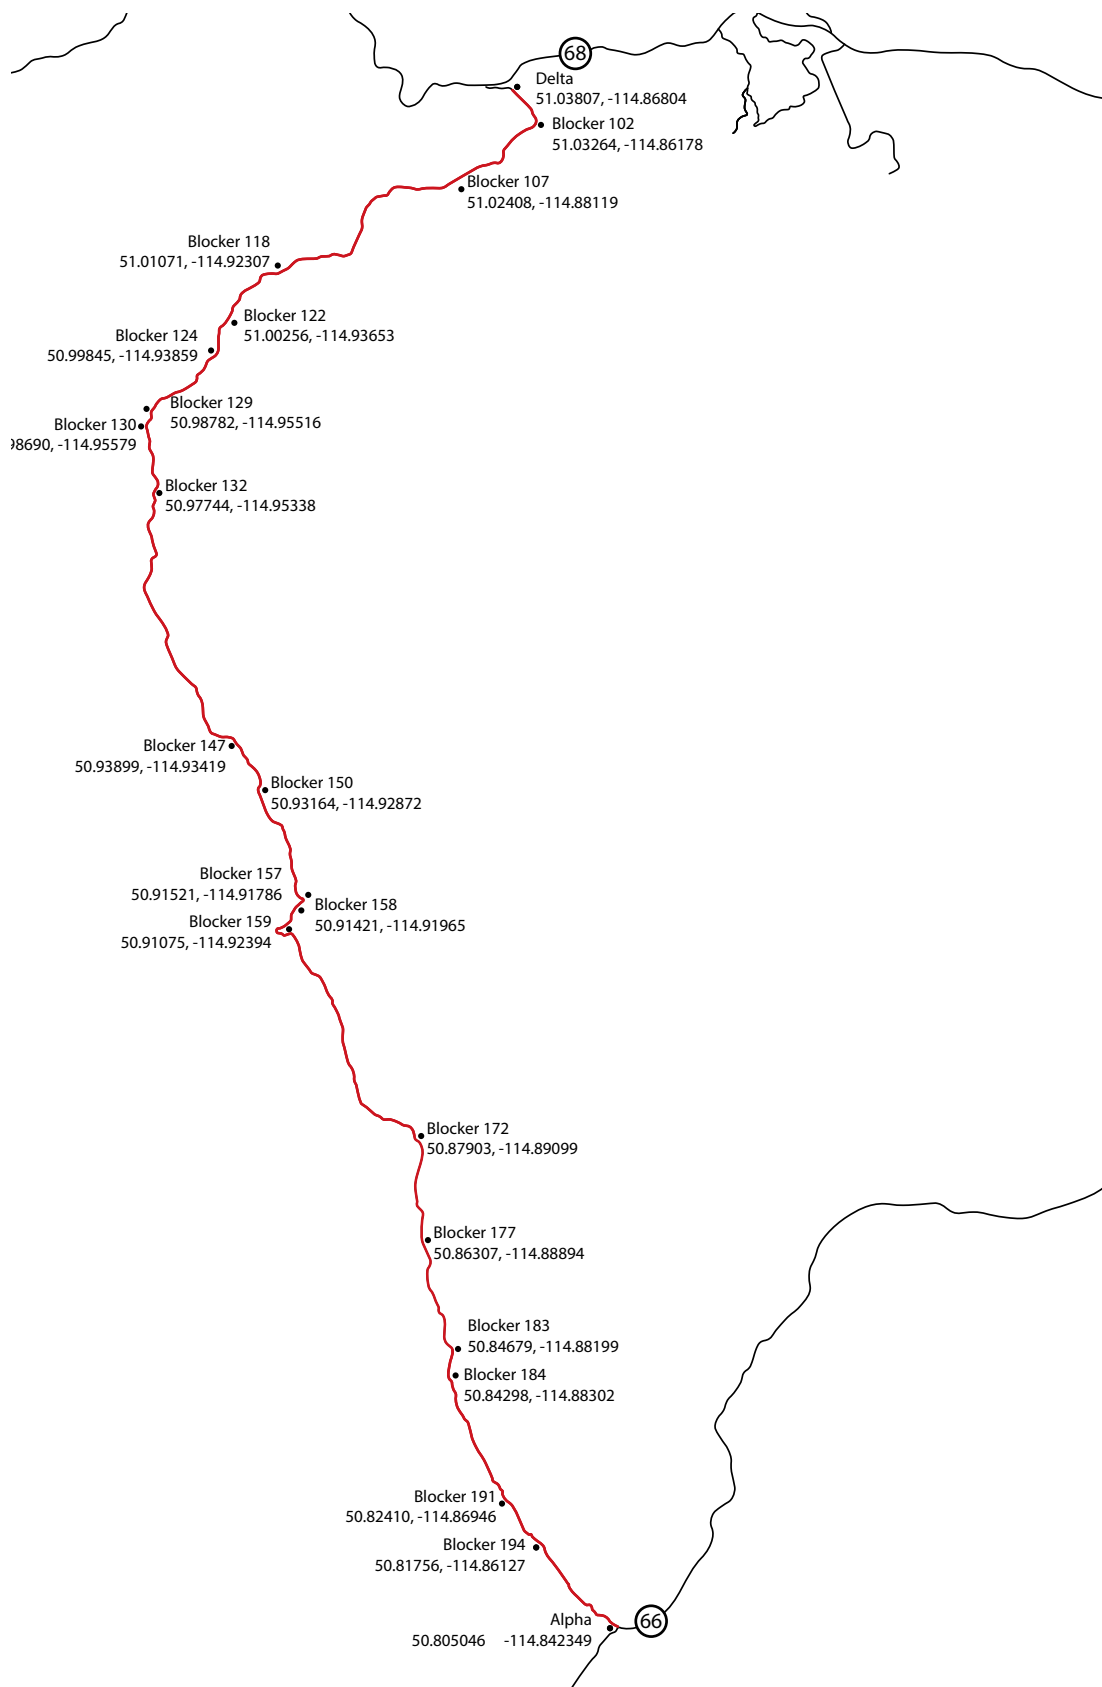 68
Delta
51.03807, -114.86804
Blocker 102
51.03264, -114.86178
Blocker 107
51.02408, -114.88119
Blocker 118
51.01071, -114.92307
Blocker 122
51.00256, -114.93653
Blocker 124
50.99845, -114.93859
Blocker 129
50.98782, -114.95516
Blocker 130
98690, -114.95579
Blocker 132
50.97744, -114.95338
Blocker 147
50.93899, -114.93419
Blocker 150
50.93164, -114.92872
Blocker 157
50.91521, -114.91786
Blocker 158
50.91421, -114.91965
Blocker 159
50.91075, -114.92394
Blocker 172
50.87903, -114.89099
Blocker 177
50.86307, -114.88894
Blocker 183
50.84679, -114.88199
Blocker 184
50.84298, -114.88302
Blocker 191
50.82410, -114.86946
Blocker 194
50.81756, -114.86127
Alpha
50.805046 -114.842349
66